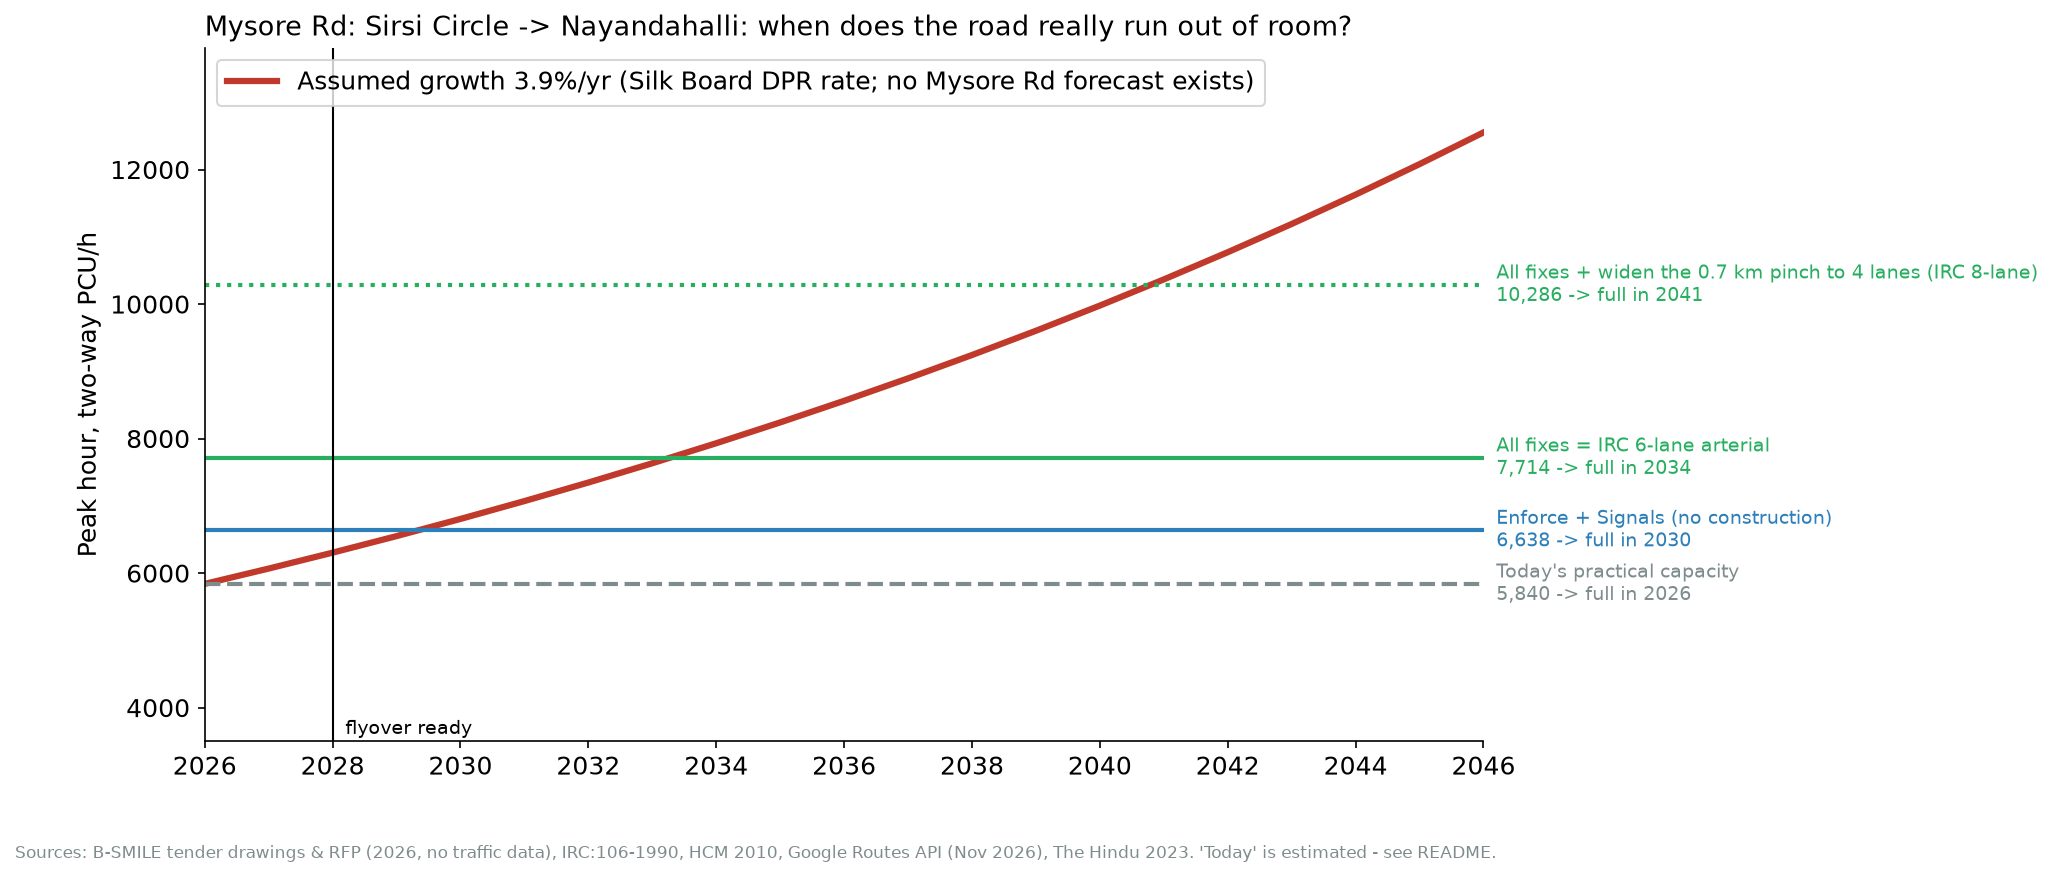 Mysore Rd: Sirsi Circle -> Nayandahalli: when does the road really run out of room?
Assumed growth 3.9%/yr (Silk Board DPR rate; no Mysore Rd forecast exists)
Peak hour, two-way PCU/h
12000
10000
8000
6000
4000
All fixes + widen the 0.7 km pinch to 4 lanes (IRC 8-lane)
10,286 -> full in 2041
All fixes = IRC 6-lane arterial
7,714 -> full in 2034
Enforce + Signals (no construction)
6,638 -> full in 2030
Today's practical capacity
5,840 -> full in 2026
flyover ready
2026 2028 2030 2032 2034 2036 2038 2040 2042 2044 2046
Sources: B-SMILE tender drawings & RFP (2026, no traffic data), IRC:106-1990, HCM 2010, Google Routes API (Nov 2026), The Hindu 2023. 'Today' is estimated - see README.